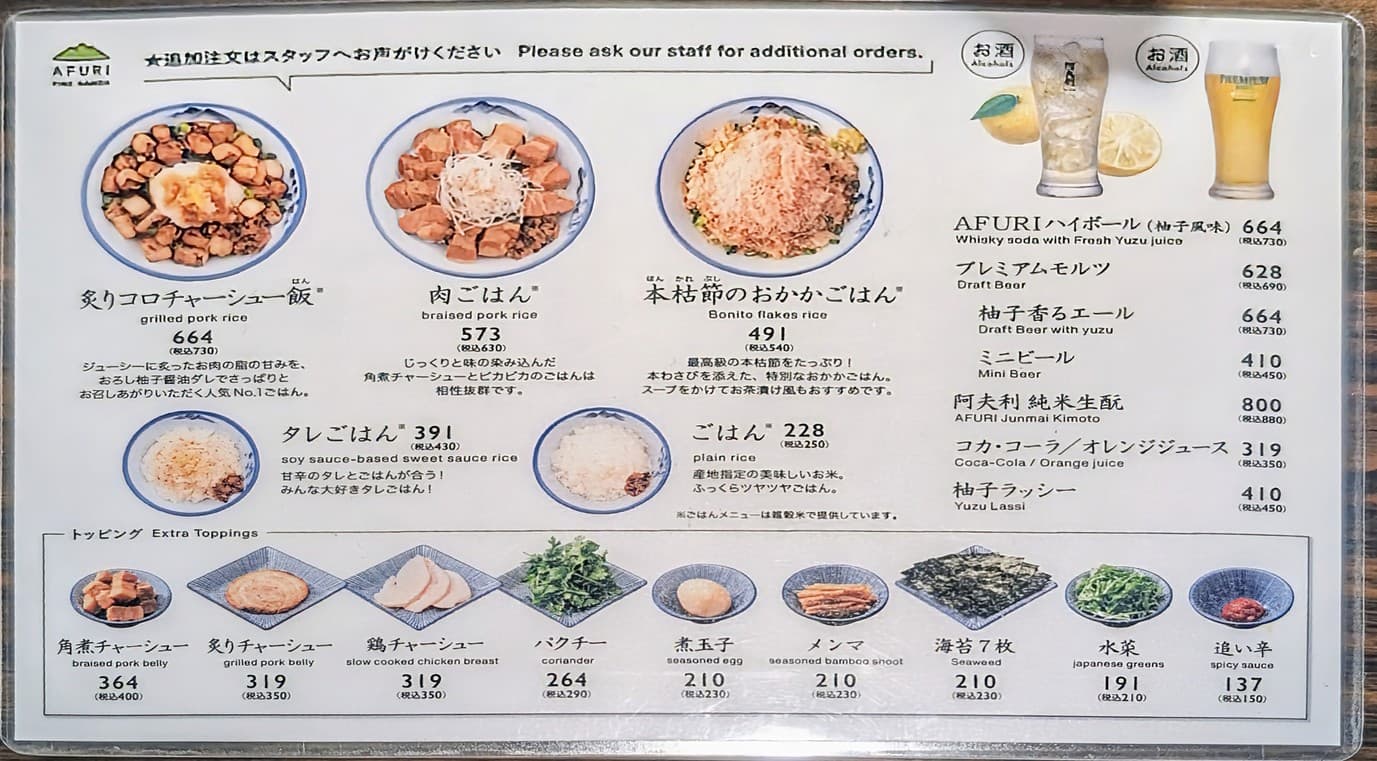 AFURI
★追加注文はスタッフへお声がけください Please ask our staff for additional orders.
お酒
Alcohols
お酒
Alcohols
阿夫利
PREMIUM
はん
炙りコロチャーシュー飯※
grilled pork rice
664
(税込730)
ジューシーに炙ったお肉の脂の甘みを、
おろし柚子醤油ダレでさっぱりと
お召しあがりいただく人気No.1ごはん。
肉ごはん※
braised pork rice
573
(税込630)
じっくりと味の染み込んだ
角煮チャーシューとピカピカのごはんは
相性抜群です。
ほん かれ ぶし
本枯節のおかかごはん※
Bonito flakes rice
491
(税込540)
最高級の本枯節をたっぷり！
本わさびを添えた、特別なおかかごはん。
スープをかけてお茶漬け風もおすすめです。
タレごはん※ 391
(税込430)
soy sauce-based sweet sauce rice
甘辛のタレとごはんが合う！
みんな大好きタレごはん！
ごはん※ 228
(税込250)
plain rice
産地指定の美味しいお米。
ふっくらツヤツヤごはん。
※ごはんメニューは雑穀米で提供しています。
AFURIハイボール(柚子風味) 664
Whisky soda with Fresh Yuzu juice (税込730)
プレミアムモルツ 628
Draft Beer (税込690)
柚子香るエール 664
Draft Beer with yuzu (税込730)
ミニビール 410
Mini Beer (税込450)
阿夫利 純米生酛 800
AFURI Junmai Kimoto (税込880)
コカ・コーラ／オレンジジュース 319
Coca-Cola / Orange juice (税込350)
柚子ラッシー 410
Yuzu Lassi (税込450)
トッピング Extra Toppings
角煮チャーシュー
braised pork belly
364
(税込400)
炙りチャーシュー
grilled pork belly
319
(税込350)
鶏チャーシュー
slow cooked chicken breast
319
(税込350)
パクチー
coriander
264
(税込290)
煮玉子
seasoned egg
210
(税込230)
メンマ
seasoned bamboo shoot
210
(税込230)
海苔7枚
Seaweed
210
(税込230)
水菜
japanese greens
191
(税込210)
追い辛
spicy sauce
137
(税込150)